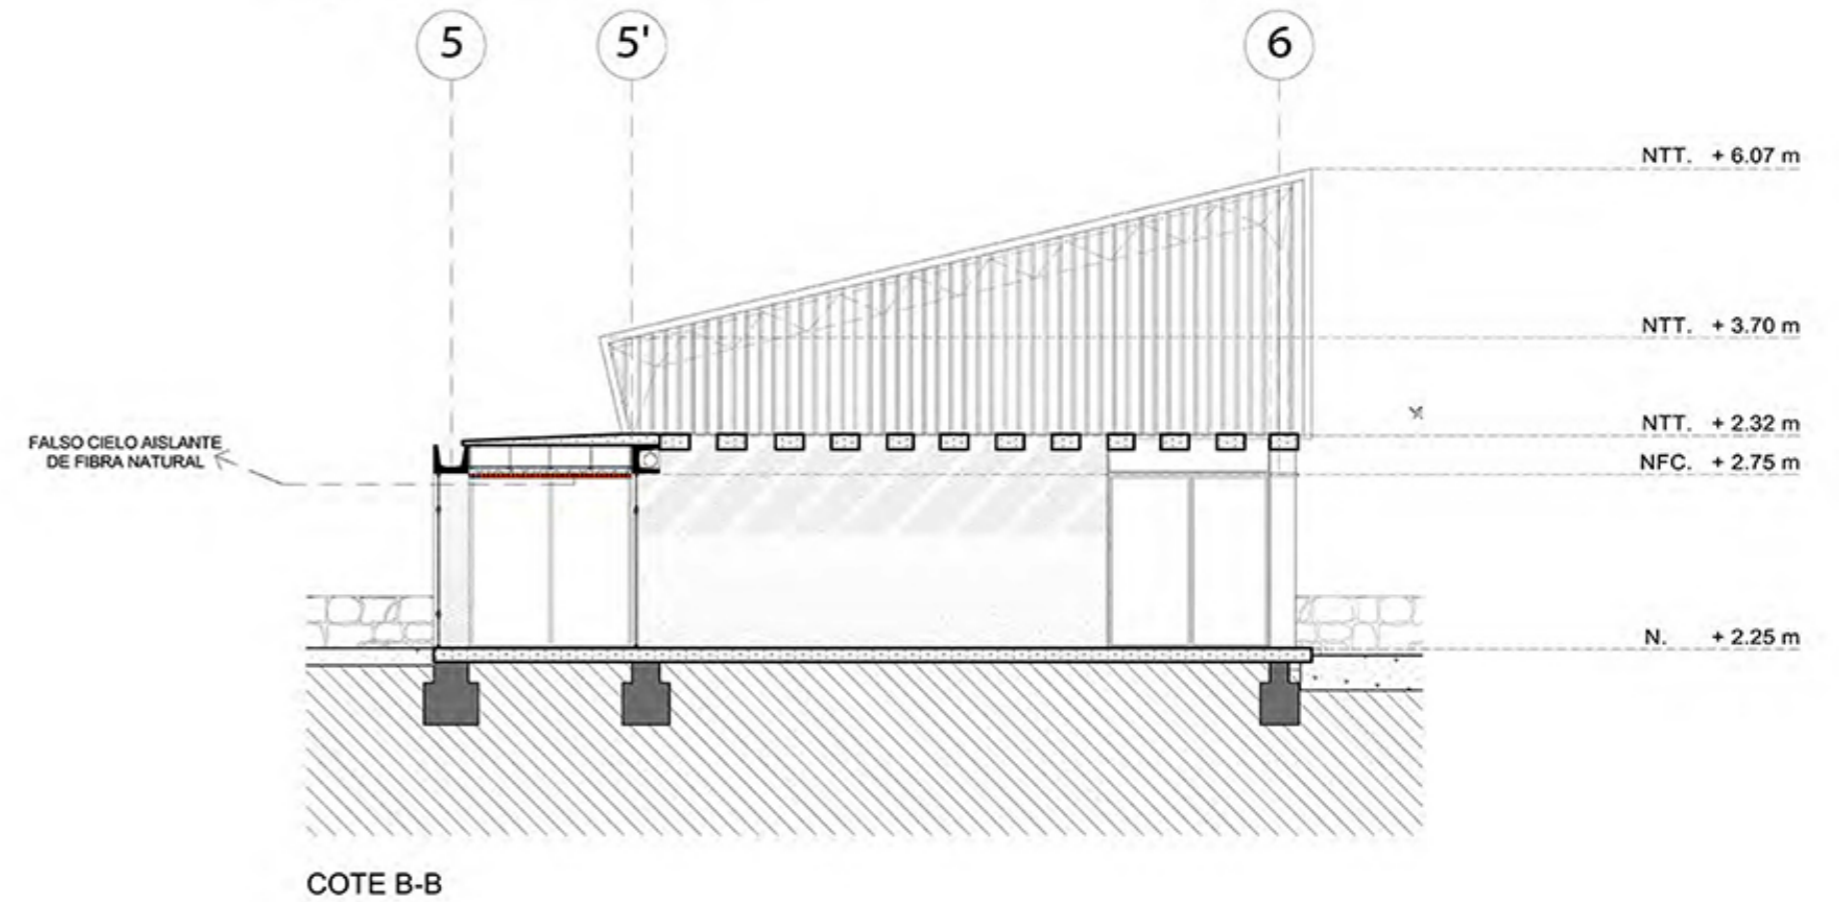 5 5' 6
NTT. + 6.07 m
NTT. + 3.70 m
NTT. + 2.32 m
FALSO CIELO AISLANTE
DE FIBRA NATURAL
NFC. + 2.75 m
N. + 2.25 m
COTE B-B